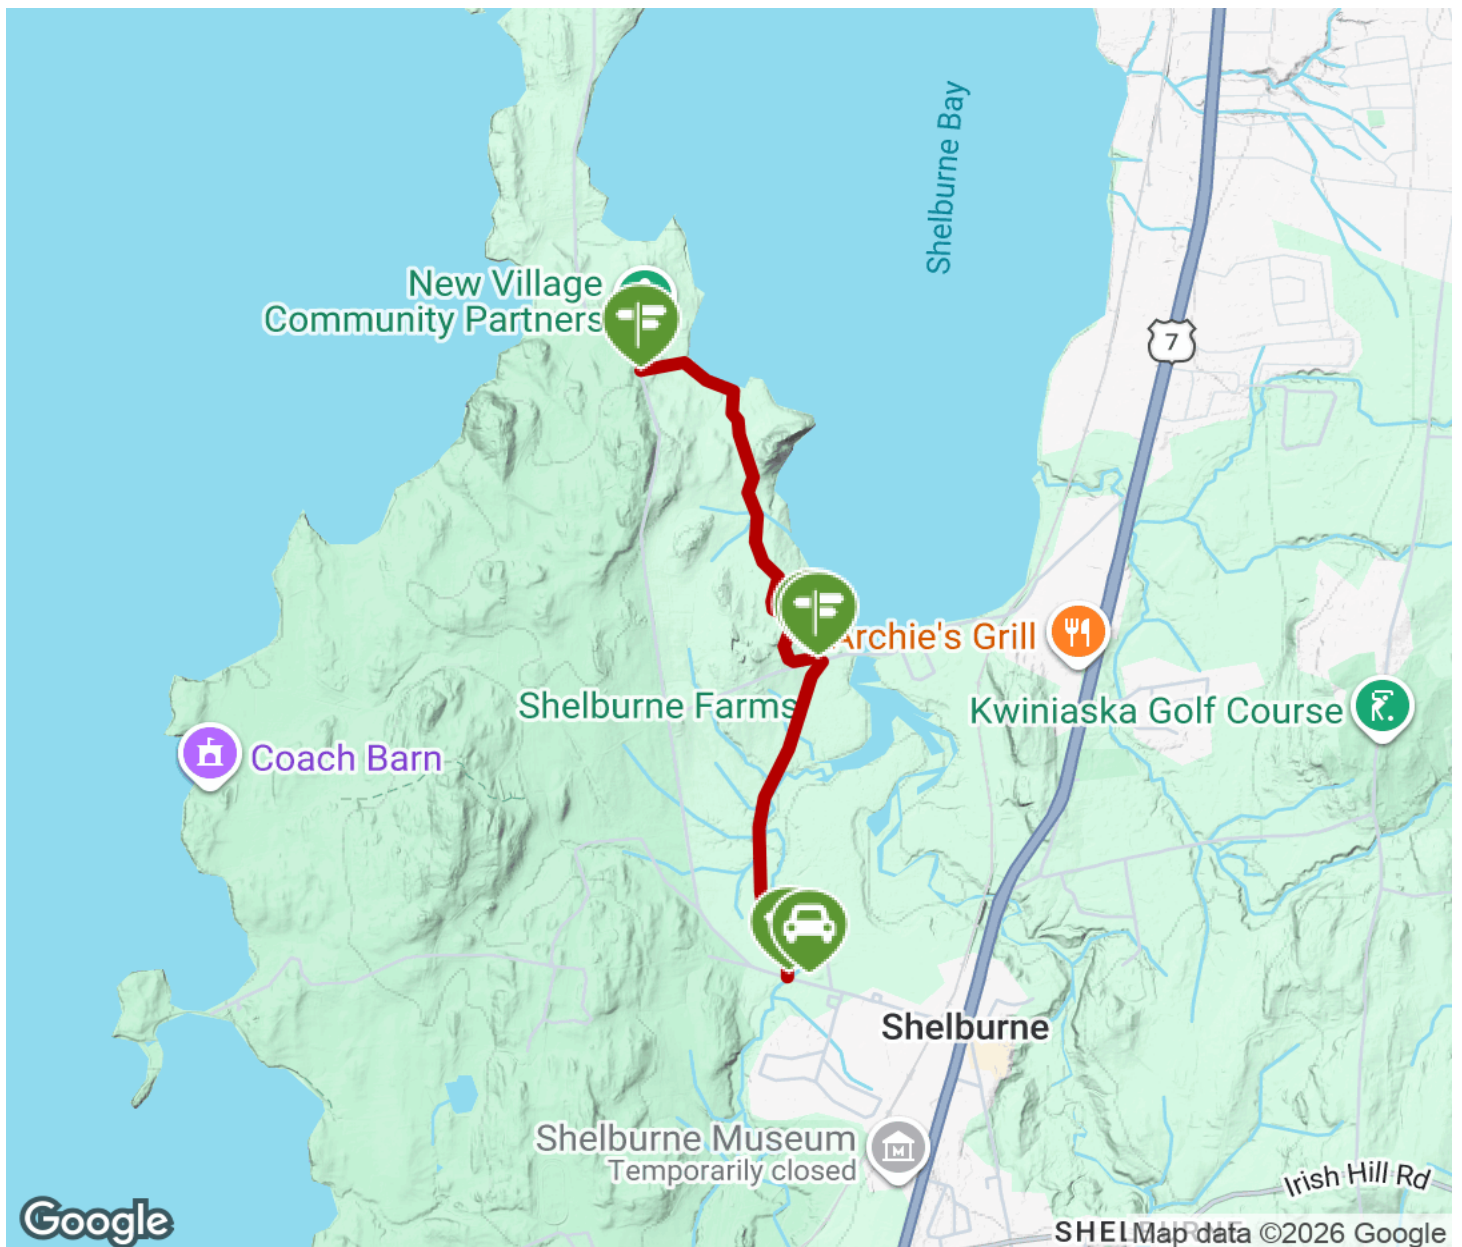 Shelburne Bay
New Village
Community Partners
7
Archie's Grill
Shelburne Farms
Kwiniaska Golf Course
Coach Barn
Shelburne
Shelburne Museum
Temporarily closed
M
Irish Hill Rd
Google
Map data ©2026 Google